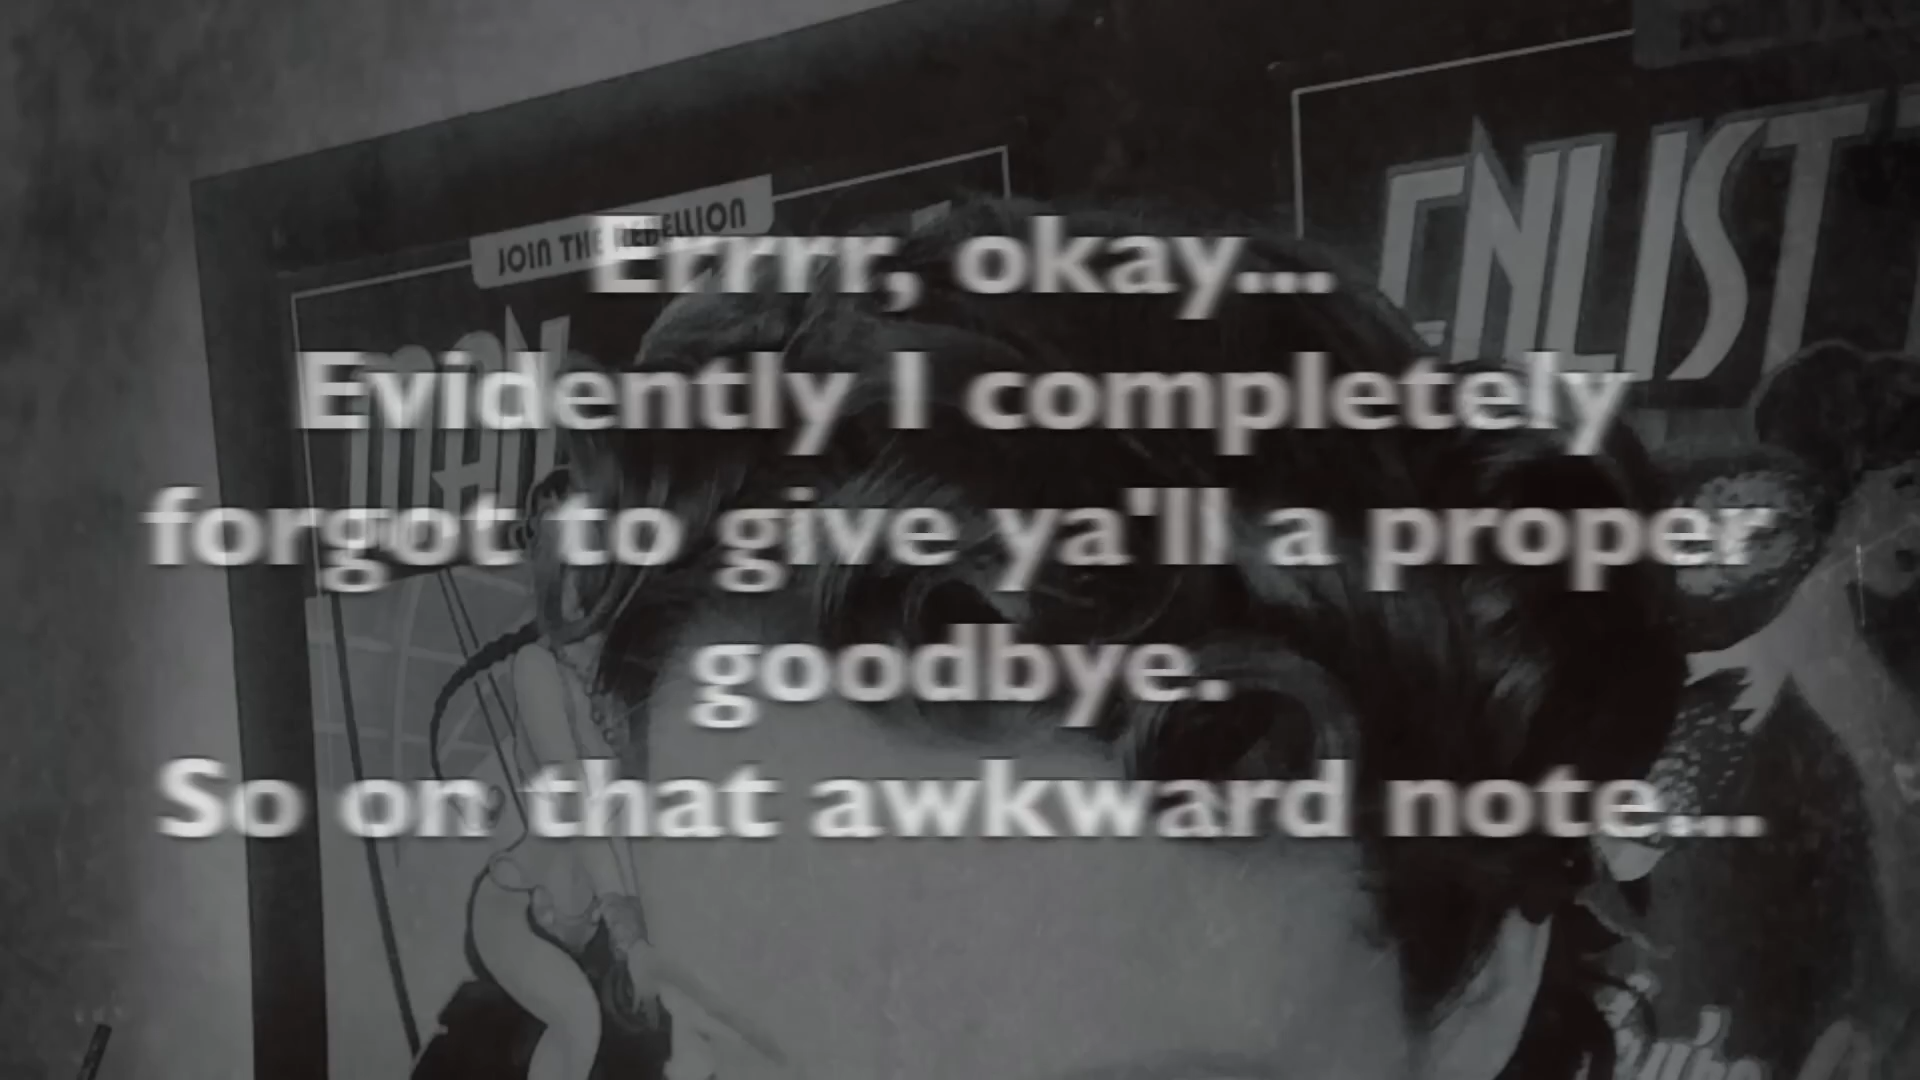 JOIN THE REBELLION
ENLIST
Errrr, okay...
Evidently I completely
forgot to give ya'll a proper
goodbye.
So on that awkward note...